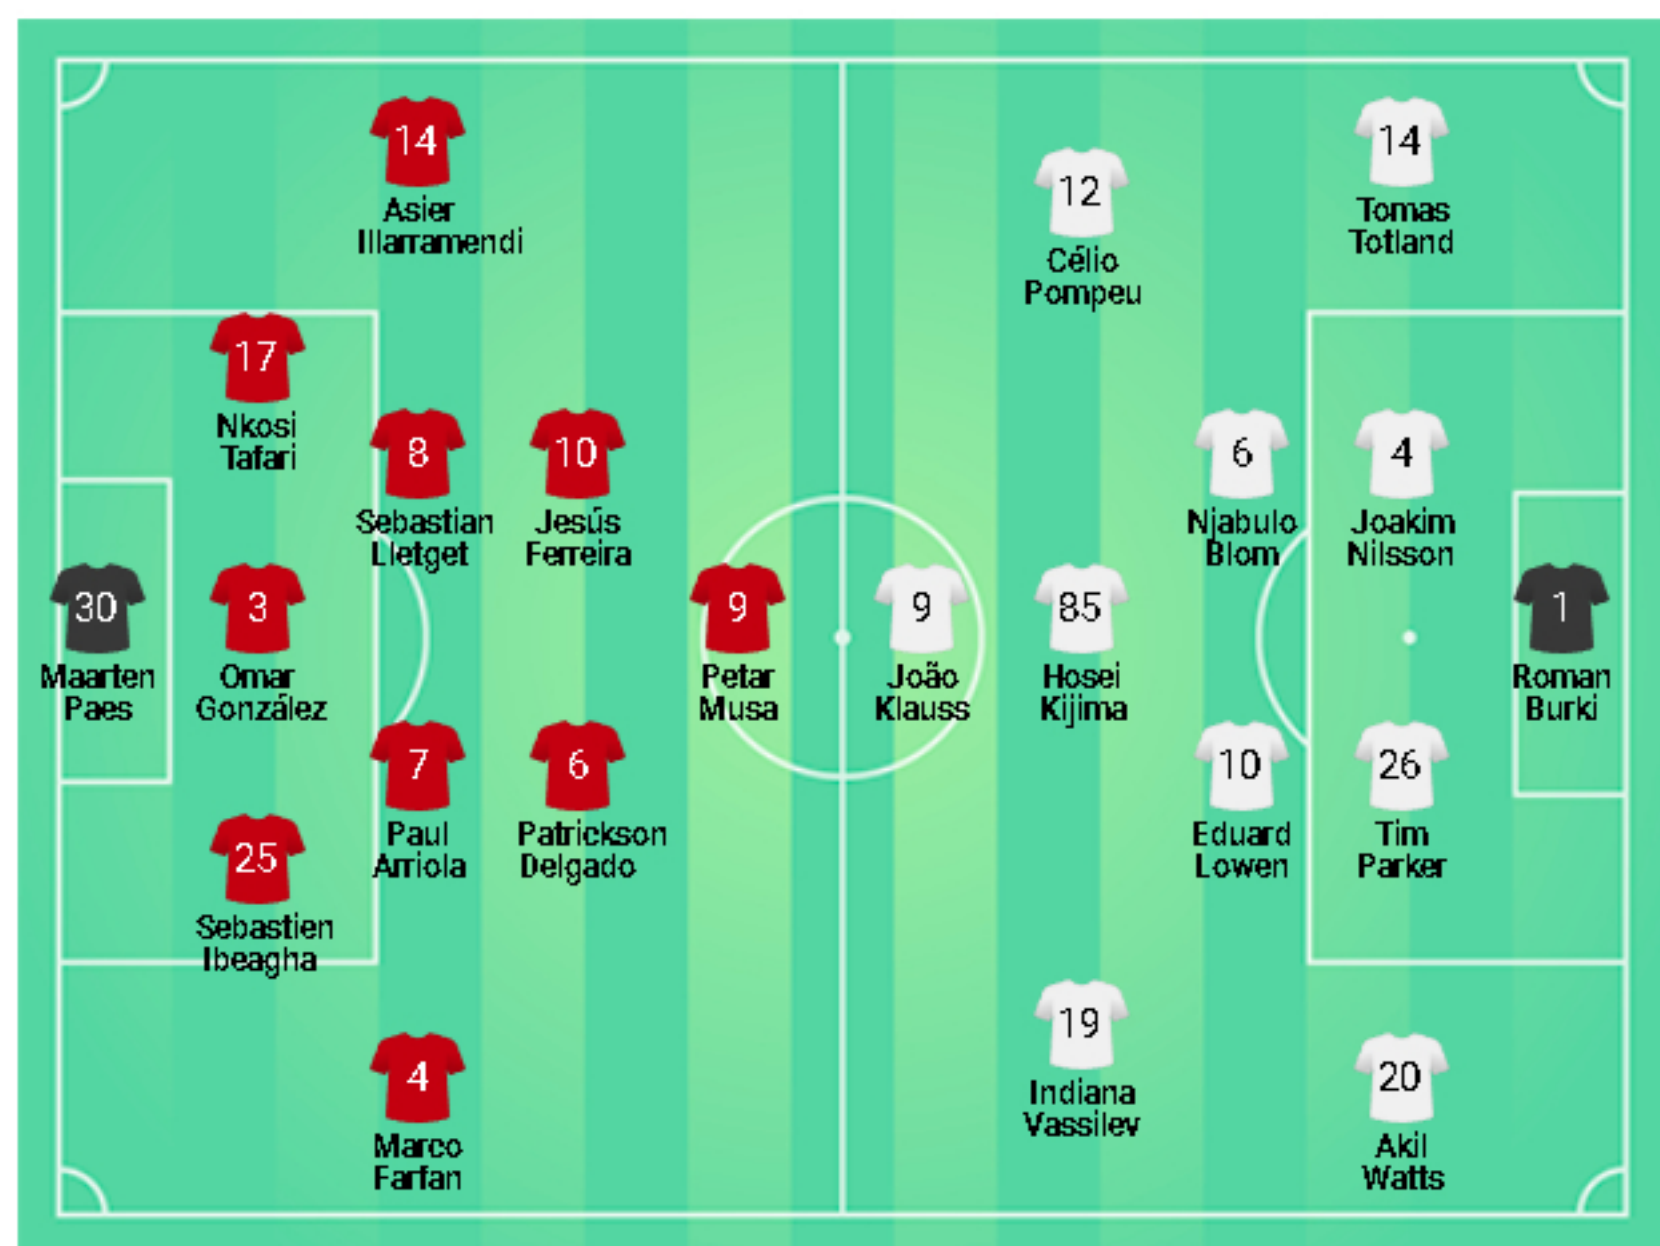 14
Asier
Illarramendi
17
Nkosi
Tafari
8
Sebastian
Lletget
10
Jesús
Ferreira
30
Maarten
Paes
3
Omar
González
9
Petar
Musa
7
Paul
Arriola
6
Patrickson
Delgado
25
Sebastien
Ibeagha
4
Marco
Farfan
12
Célio
Pompeu
14
Tomas
Totland
6
Njabulo
Blom
4
Joakim
Nilsson
9
João
Klauss
85
Hosei
Kijima
1
Roman
Burki
10
Eduard
Lowen
26
Tim
Parker
19
Indiana
Vassilev
20
Akil
Watts